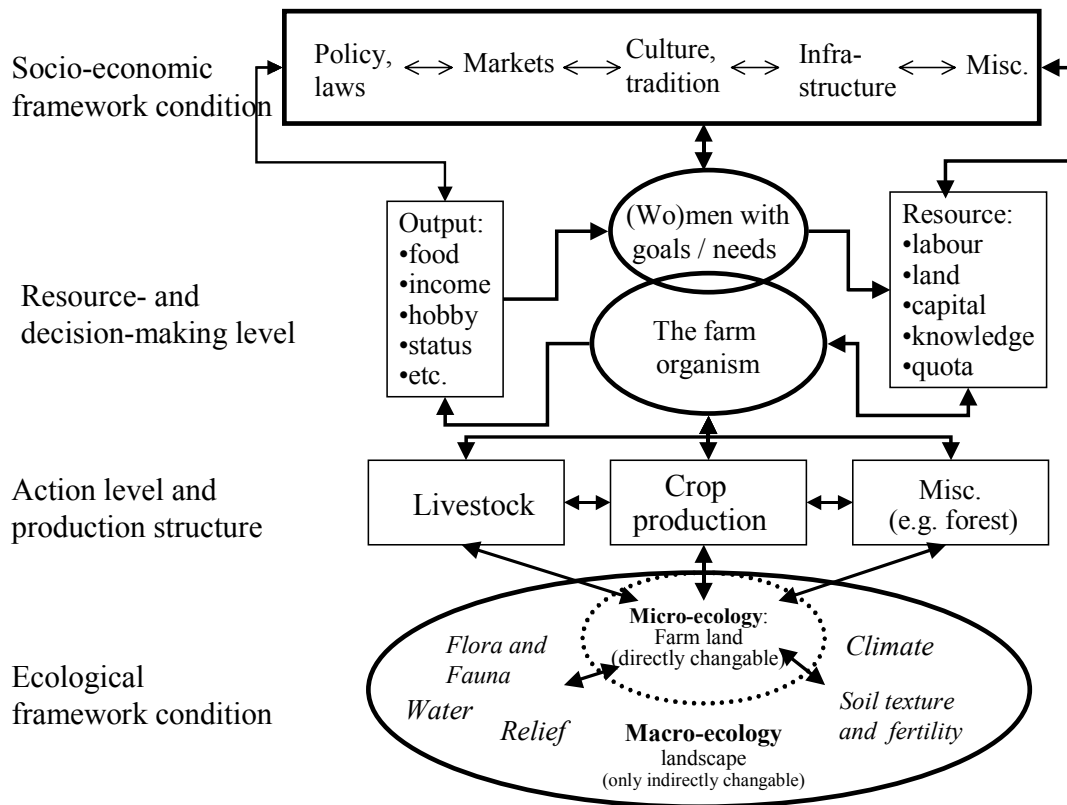 Socio-economic
framework condition
Policy,
laws
Markets
Culture,
tradition
Infra-
structure
Misc.
Resource- and
decision-making level
Output:
•food
•income
•hobby
•status
•etc.
(Wo)men with
goals / needs
The farm
organism
Resource:
•labour
•land
•capital
•knowledge
•quota
Action level and
production structure
Livestock
Crop
production
Misc.
(e.g. forest)
Ecological
framework condition
Flora and
Fauna
Water
Relief
Micro-ecology:
Farm land
(directly changable)
Macro-ecology
landscape
(only indirectly changable)
Climate
Soil texture
and fertility